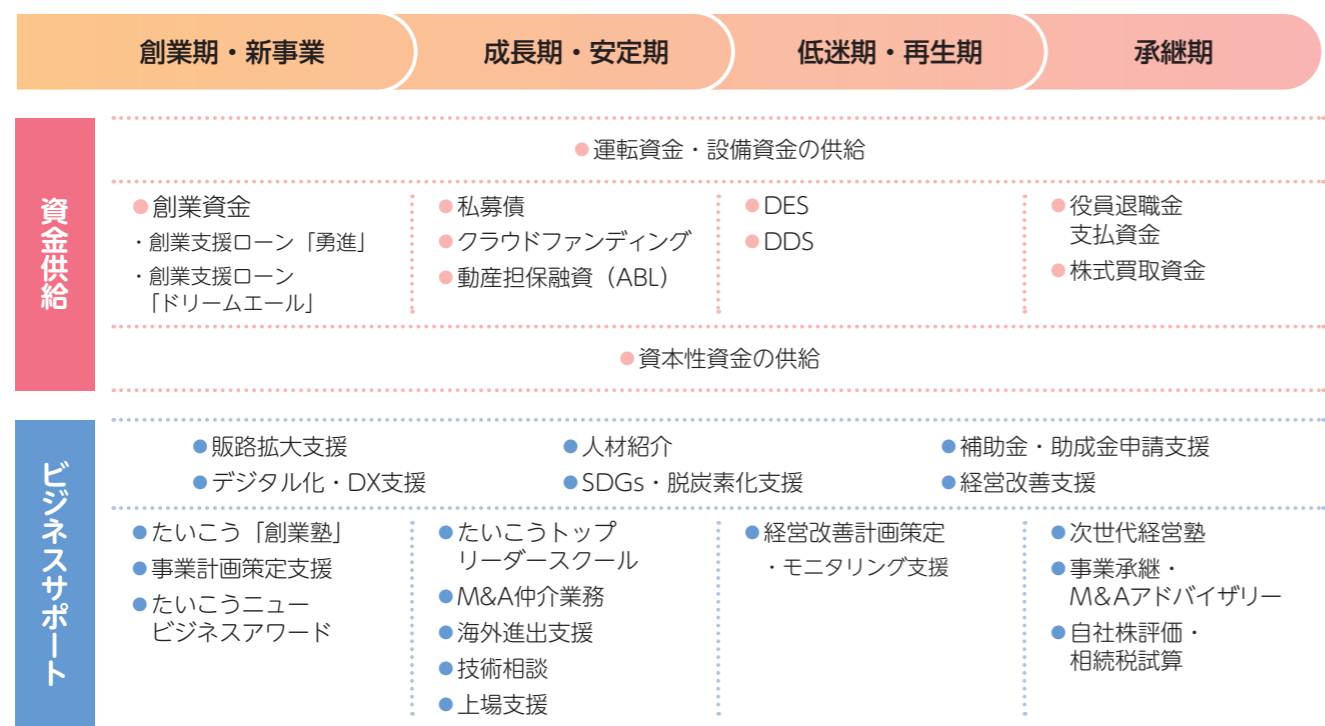 創業期・新事業
成長期・安定期
低迷期・再生期
承継期
資金供給
●運転資金・設備資金の供給
●創業資金
・創業支援ローン「勇進」
・創業支援ローン
「ドリームエール」
●私募債
●クラウドファンディング
●動産担保融資（ABL）
●DES
●DDS
●役員退職金
支払資金
●株式買取資金
●資本性資金の供給
ビジネスサポート
●販路拡大支援
●人材紹介
●補助金・助成金申請支援
●デジタル化・DX支援
●SDGs・脱炭素化支援
●経営改善支援
●たいこう「創業塾」
●事業計画策定支援
●たいこうニュー
ビジネスアワード
●たいこうトップ
リーダースクール
●M&A仲介業務
●海外進出支援
●技術相談
●上場支援
●経営改善計画策定
・モニタリング支援
●次世代経営塾
●事業承継・
M&Aアドバイザリー
●自社株評価・
相続税試算